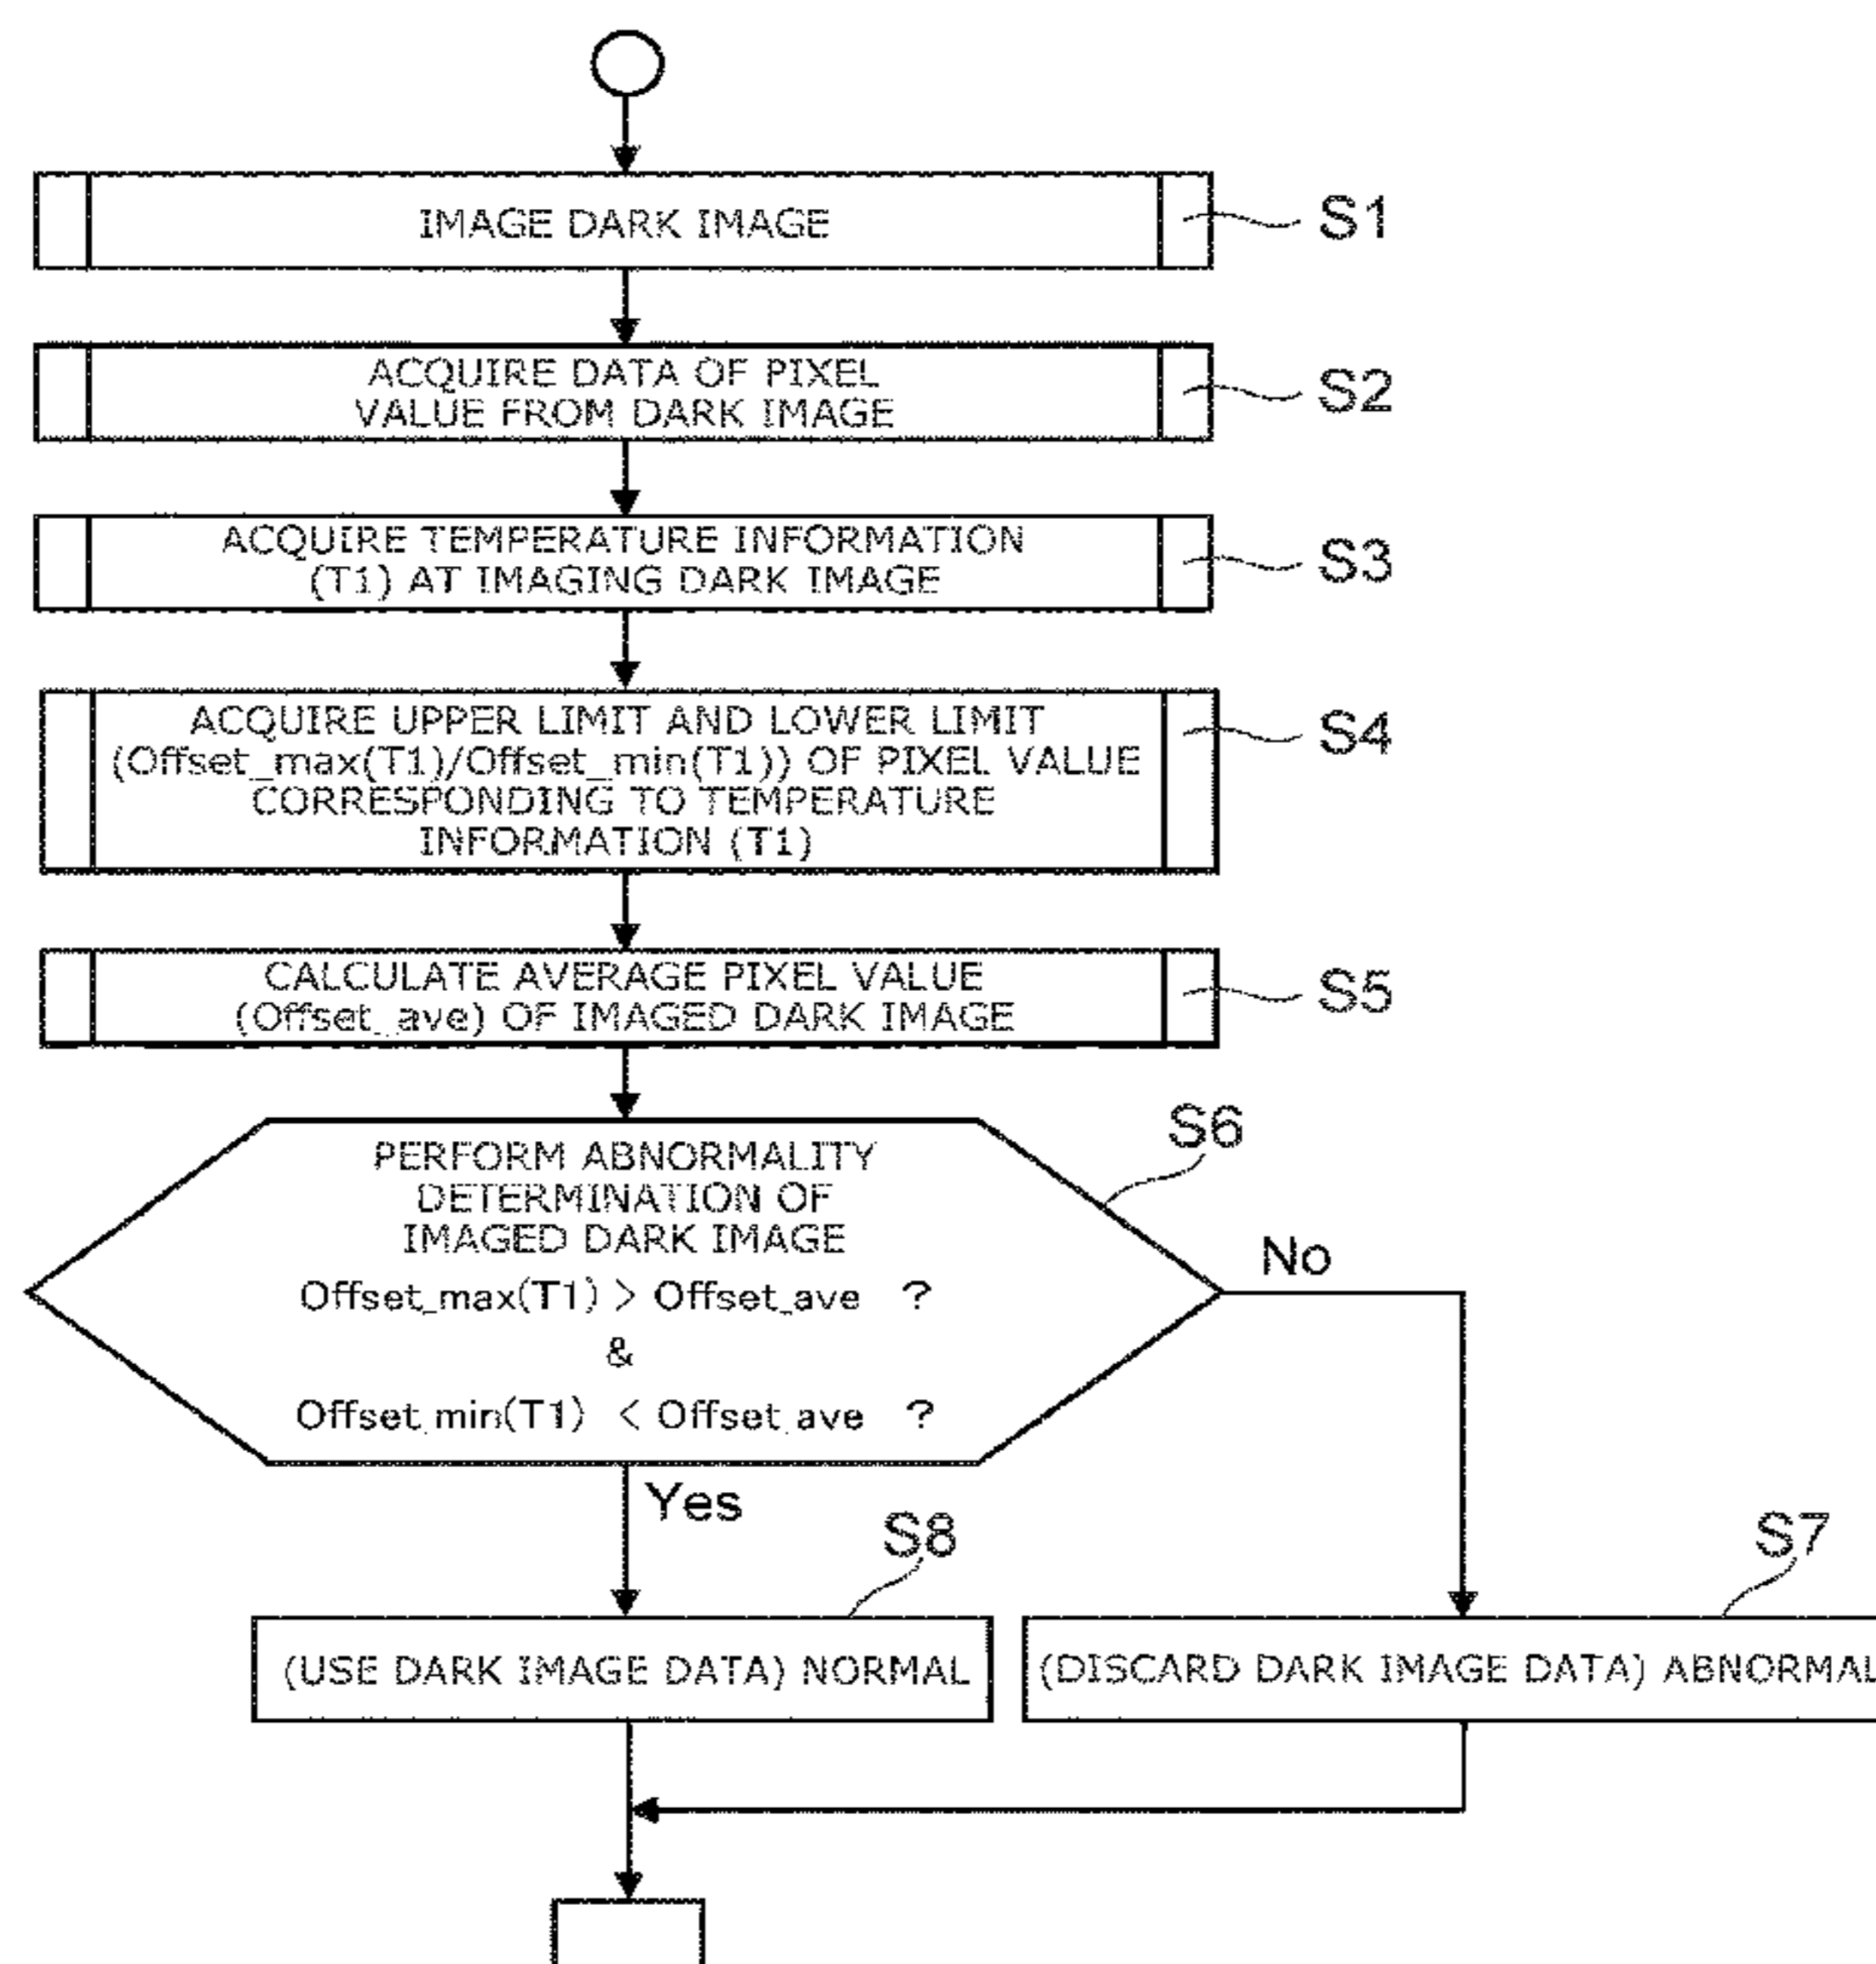 IMAGE DARK IMAGE
S1
ACQUIRE DATA OF PIXEL
VALUE FROM DARK IMAGE
S2
ACQUIRE TEMPERATURE INFORMATION
(T1) AT IMAGING DARK IMAGE
S3
ACQUIRE UPPER LIMIT AND LOWER LIMIT
(Offset_max(T1)/Offset_min(T1)) OF PIXEL VALUE
CORRESPONDING TO TEMPERATURE
INFORMATION (T1)
S4
CALCULATE AVERAGE PIXEL VALUE
(Offset_ave) OF IMAGED DARK IMAGE
S5
S6
PERFORM ABNORMALITY
DETERMINATION OF
IMAGED DARK IMAGE
Offset_max(T1) > Offset_ave ?
&
Offset_min(T1) < Offset_ave ?
No
Yes
S8
S7
(USE DARK IMAGE DATA) NORMAL
(DISCARD DARK IMAGE DATA) ABNORMAL